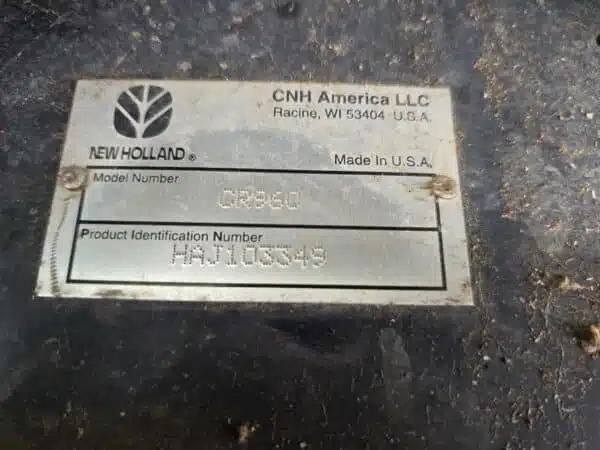 CNH America LLC
Racine, WI 53404 U.S.A.
NEW HOLLAND ®
Made In U.S.A.
Model Number
CR960
Product Identification Number
HAJ103349